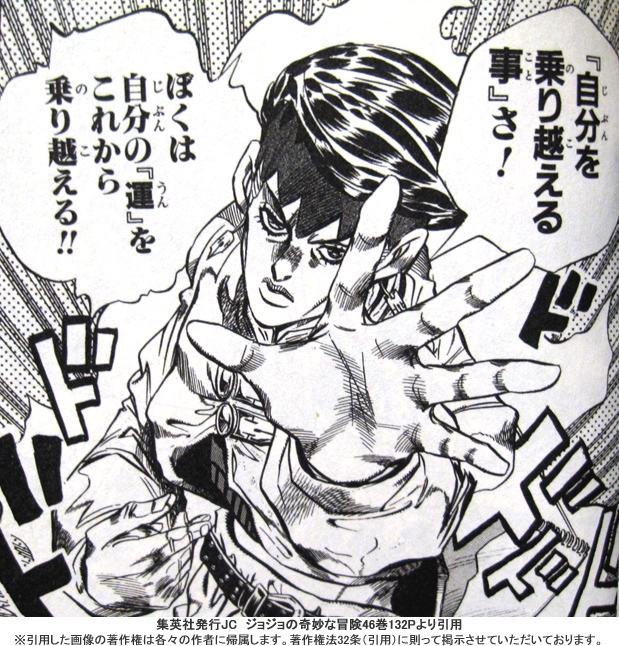 『自分を
乗り越える
事』さ！
ぼくは
自分の『運』を
これから
乗り越える!!
ドド
ドド
ドドド
集英社発行JC　ジョジョの奇妙な冒険46巻132Pより引用
※引用した画像の著作権は各々の作者に帰属します。著作権法32条（引用）に則って掲示させていただいております。